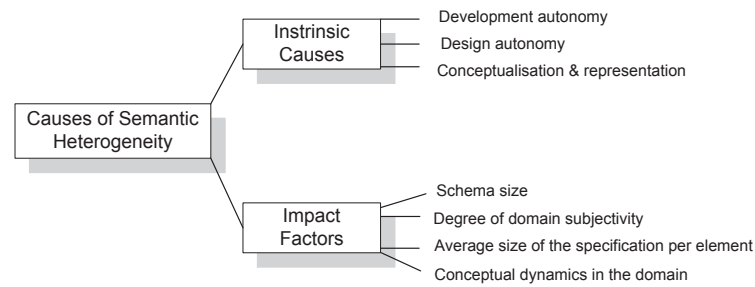 Causes of Semantic
Heterogeneity
Instrinsic
Causes
Development autonomy
Design autonomy
Conceptualisation & representation
Impact
Factors
Schema size
Degree of domain subjectivity
Average size of the specification per element
Conceptual dynamics in the domain